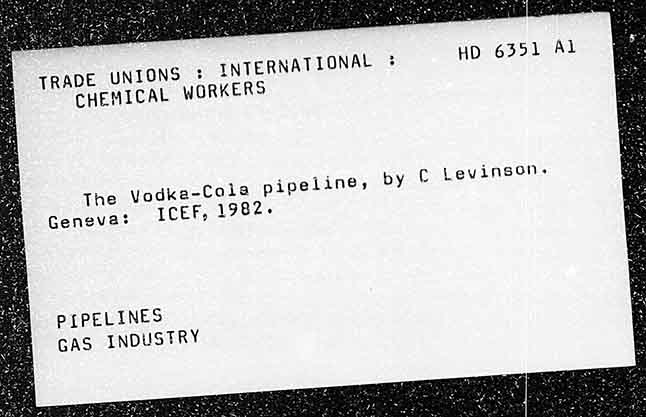 TRADE UNIONS : INTERNATIONAL : HD 6351 A1
CHEMICAL WORKERS
The Vodka-Cola pipeline, by C Levinson.
Geneva: ICEF, 1982.
PIPELINES
GAS INDUSTRY